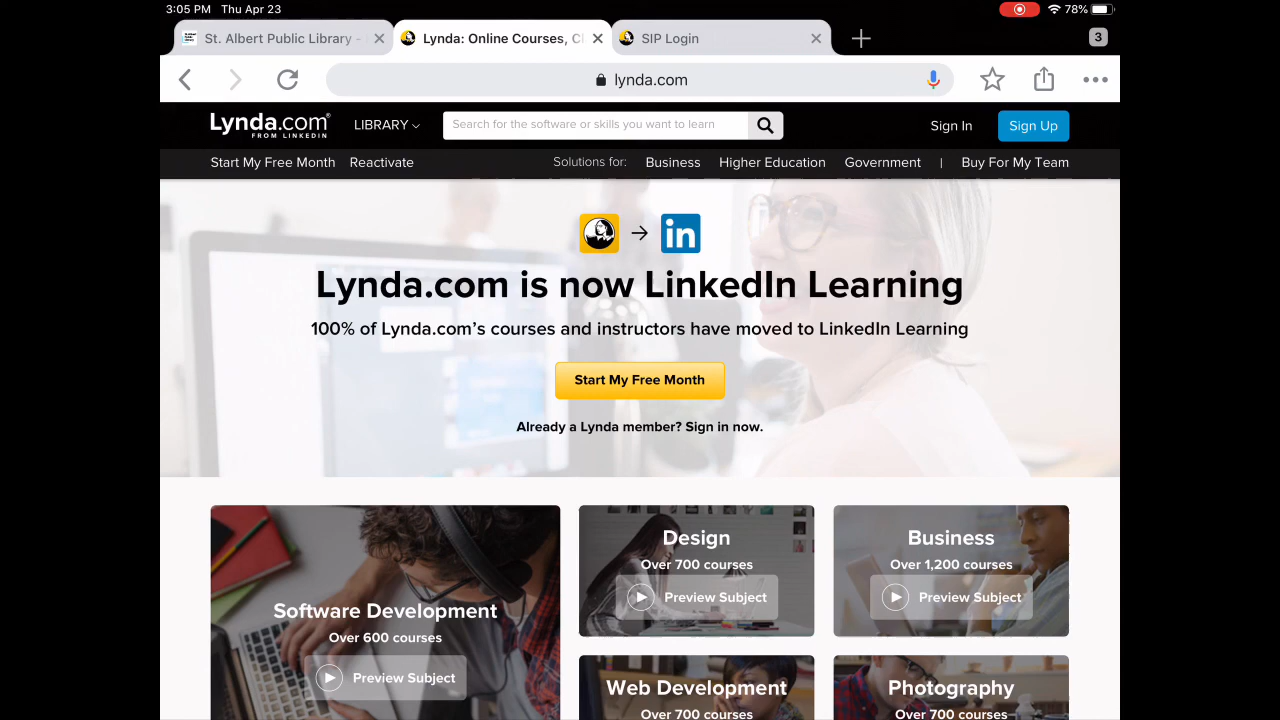 3:05 PM Thu Apr 23
78%
St. Albert Public Library -
Lynda: Online Courses, Cl
SIP Login
3
lynda.com
Lynda.com
FROM LINKEDIN
LIBRARY
Search for the software or skills you want to learn
Sign In
Sign Up
Start My Free Month Reactivate
Solutions for: Business Higher Education Government | Buy For My Team
in
Lynda.com is now LinkedIn Learning
100% of Lynda.com’s courses and instructors have moved to LinkedIn Learning
Start My Free Month
Already a Lynda member? Sign in now.
Software Development
Over 600 courses
Preview Subject
Design
Over 700 courses
Preview Subject
Business
Over 1,200 courses
Preview Subject
Web Development
Over 700 courses
Photography
Over 700 courses